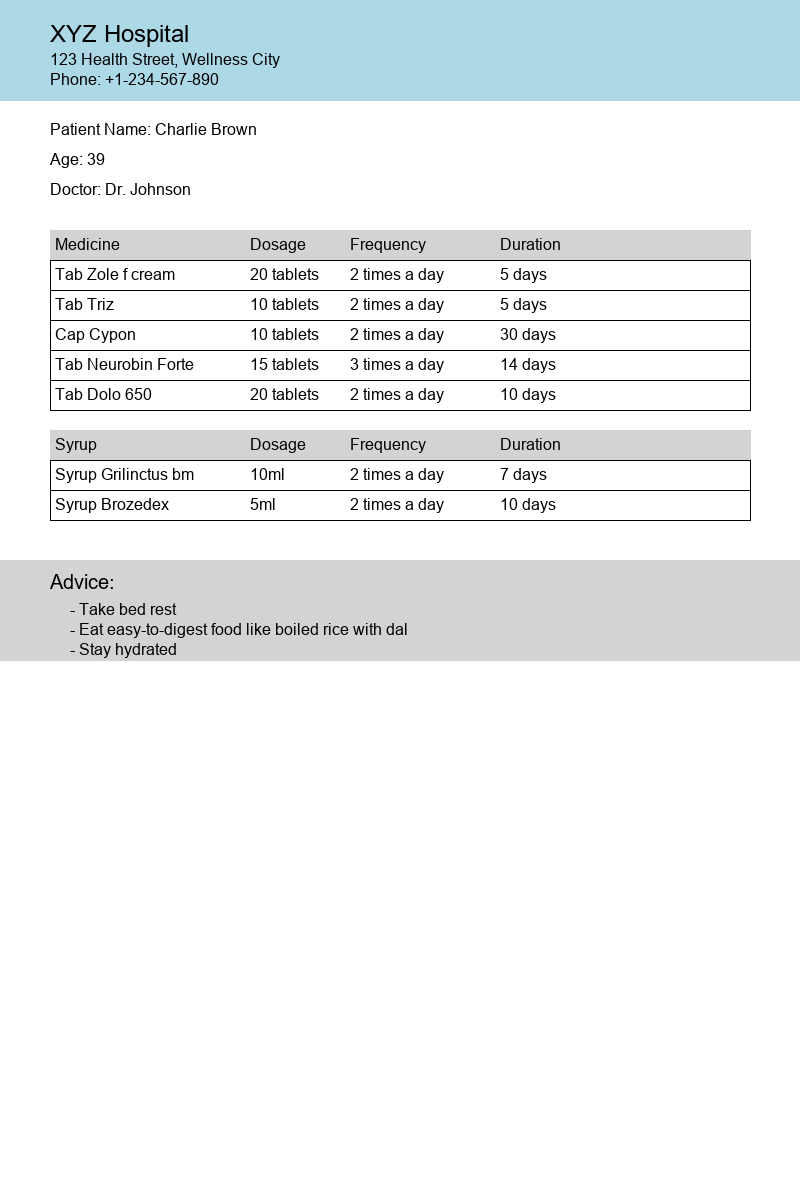 XYZ Hospital
123 Health Street, Wellness City
Phone: +1-234-567-890
Patient Name: Charlie Brown
Age: 39
Doctor: Dr. Johnson
Medicine Dosage Frequency Duration
Tab Zole f cream 20 tablets 2 times a day 5 days
Tab Triz 10 tablets 2 times a day 5 days
Cap Cypon 10 tablets 2 times a day 30 days
Tab Neurobin Forte 15 tablets 3 times a day 14 days
Tab Dolo 650 20 tablets 2 times a day 10 days
Syrup Dosage Frequency Duration
Syrup Grilinctus bm 10ml 2 times a day 7 days
Syrup Brozedex 5ml 2 times a day 10 days
Advice:
- Take bed rest
- Eat easy-to-digest food like boiled rice with dal
- Stay hydrated